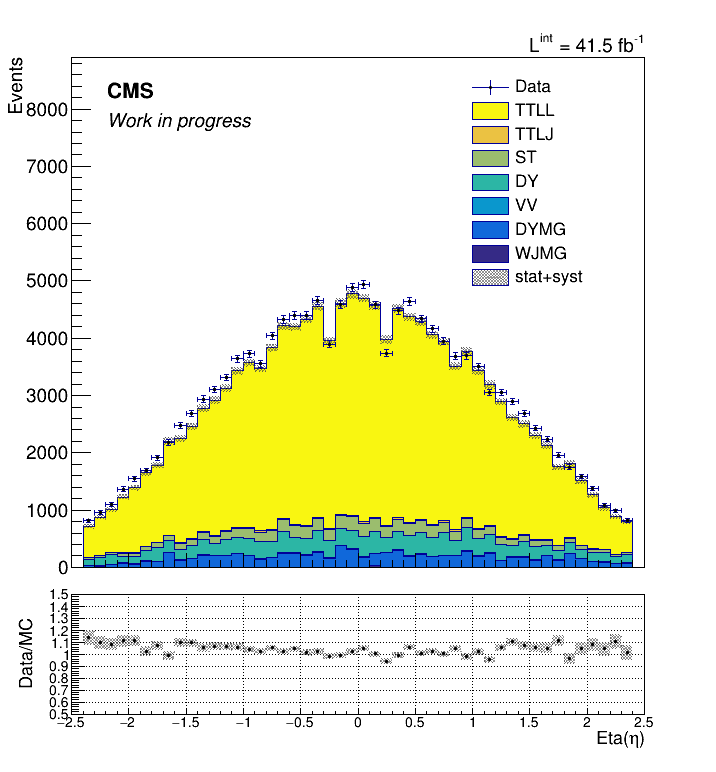 L^int = 41.5 fb^-1
Events
CMS
Work in progress
Data
TTLL
TTLJ
ST
DY
VV
DYMG
WJMG
stat+syst
8000
7000
6000
5000
4000
3000
2000
1000
0
Data/MC
1.5
1.4
1.3
1.2
1.1
1
0.9
0.8
0.7
0.6
0.5
−2.5 −2 −1.5 −1 −0.5 0 0.5 1 1.5 2 2.5
Eta(η)